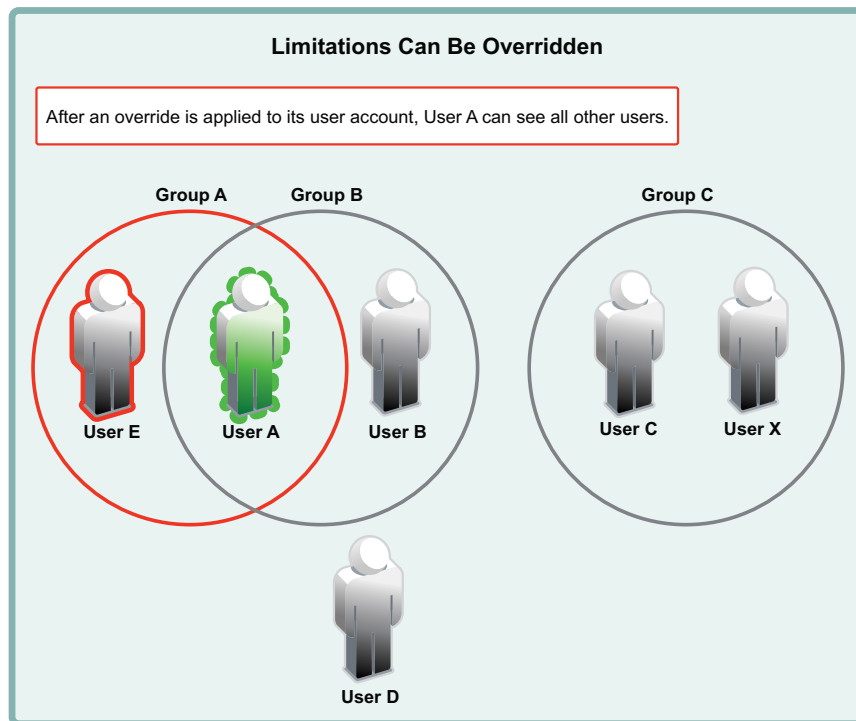 Limitations Can Be Overridden
After an override is applied to its user account, User A can see all other users.
Group A
Group B
Group C
User E
User A
User B
User C
User X
User D